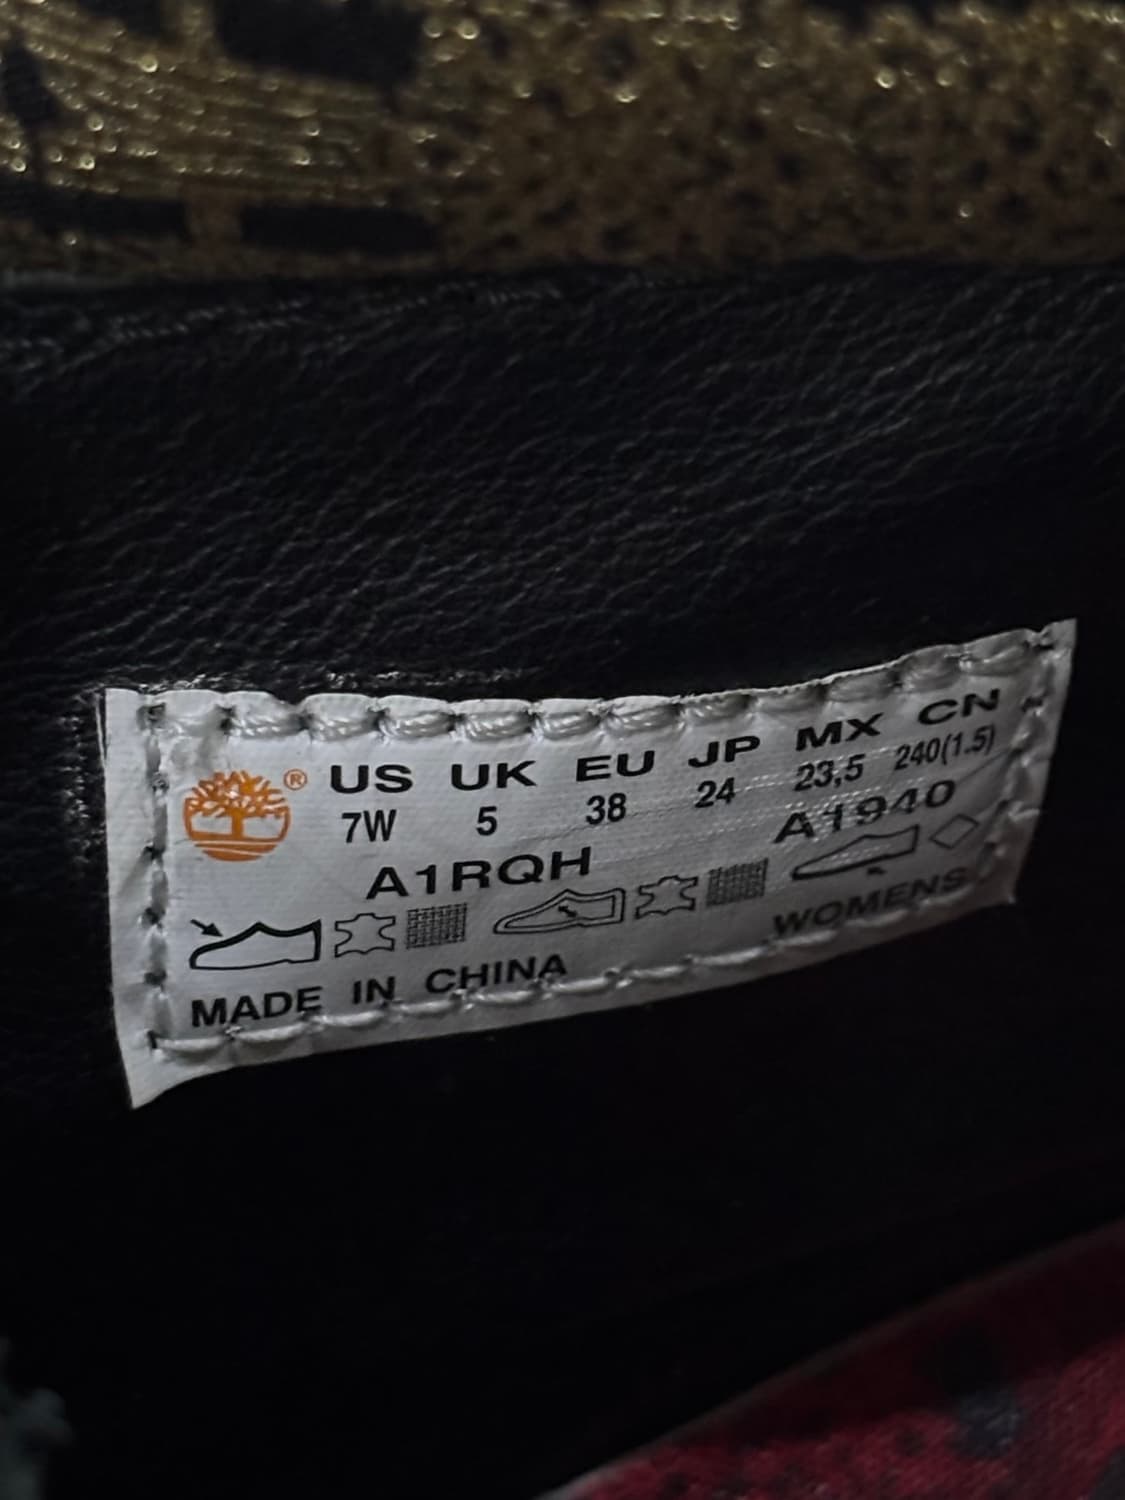 ® US UK EU JP MX CN
7W 5 38 24 23,5 240(1.5)
A1RQH A1940
WOMENS
MADE IN CHINA